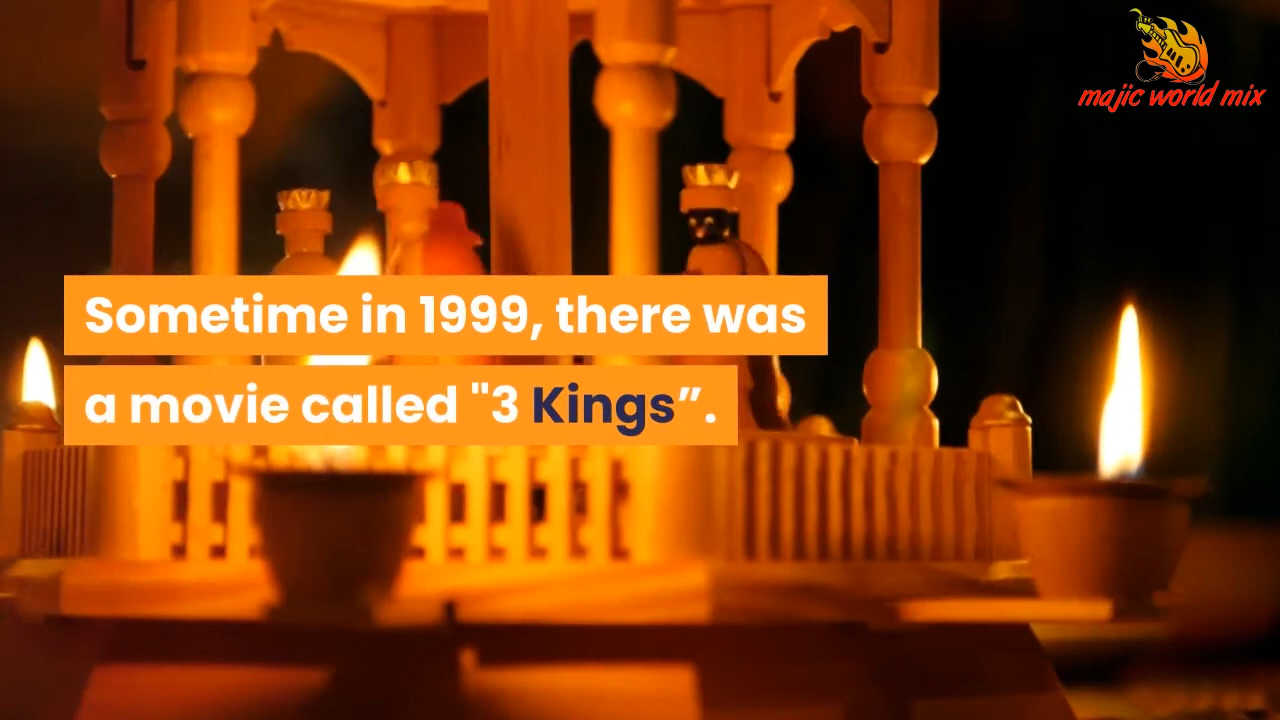 majic world mix
Sometime in 1999, there was
a movie called "3 Kings”.